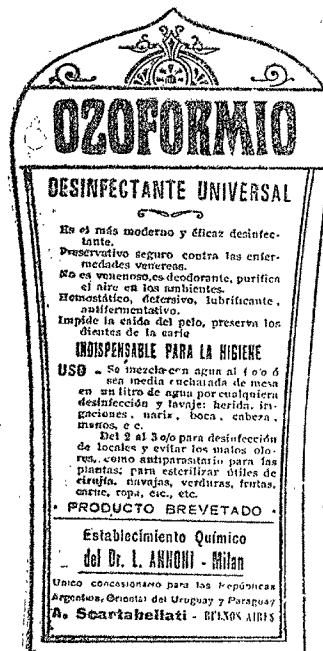 OZOFORMIO
DESINFECTANTE UNIVERSAL
Es el más moderno y éficaz desinfec-
tante.
Preservativo seguro contra las enfer-
medades venereas.
No es venenoso, es deodorante, purifica
el aire en los ambientes.
Hemostático, detersivo, lubrificante,
antifermentativo.
Impide la caida del pelo, preserva los
dientes de la carie
INDISPENSABLE PARA LA HIGIENE
USO - Se mezcla con agua al 1 o/o ó
sea media cucharada de mesa
en un litro de agua por cualquiera
desinfección y lavaje: herida, irri-
gaciones, nariz, boca, cabeza,
manos, e c.
Del 2 al 3 o/o para desinfección
de locales y evitar los malos olo-
res, como antiparasitario para las
plantas; para esterilizar útiles de
cirujía, navajas, verduras, frutas,
carne, ropa, etc., etc.
· PRODUCTO BREVETADO ·
Establecimiento Químico
del Dr. L. ANNONI - Milan
Unico concesionario para las Repúblicas
Argentina, Oriental del Uruguay y Paraguay
A. Scartabellati - BUENOS AIRES